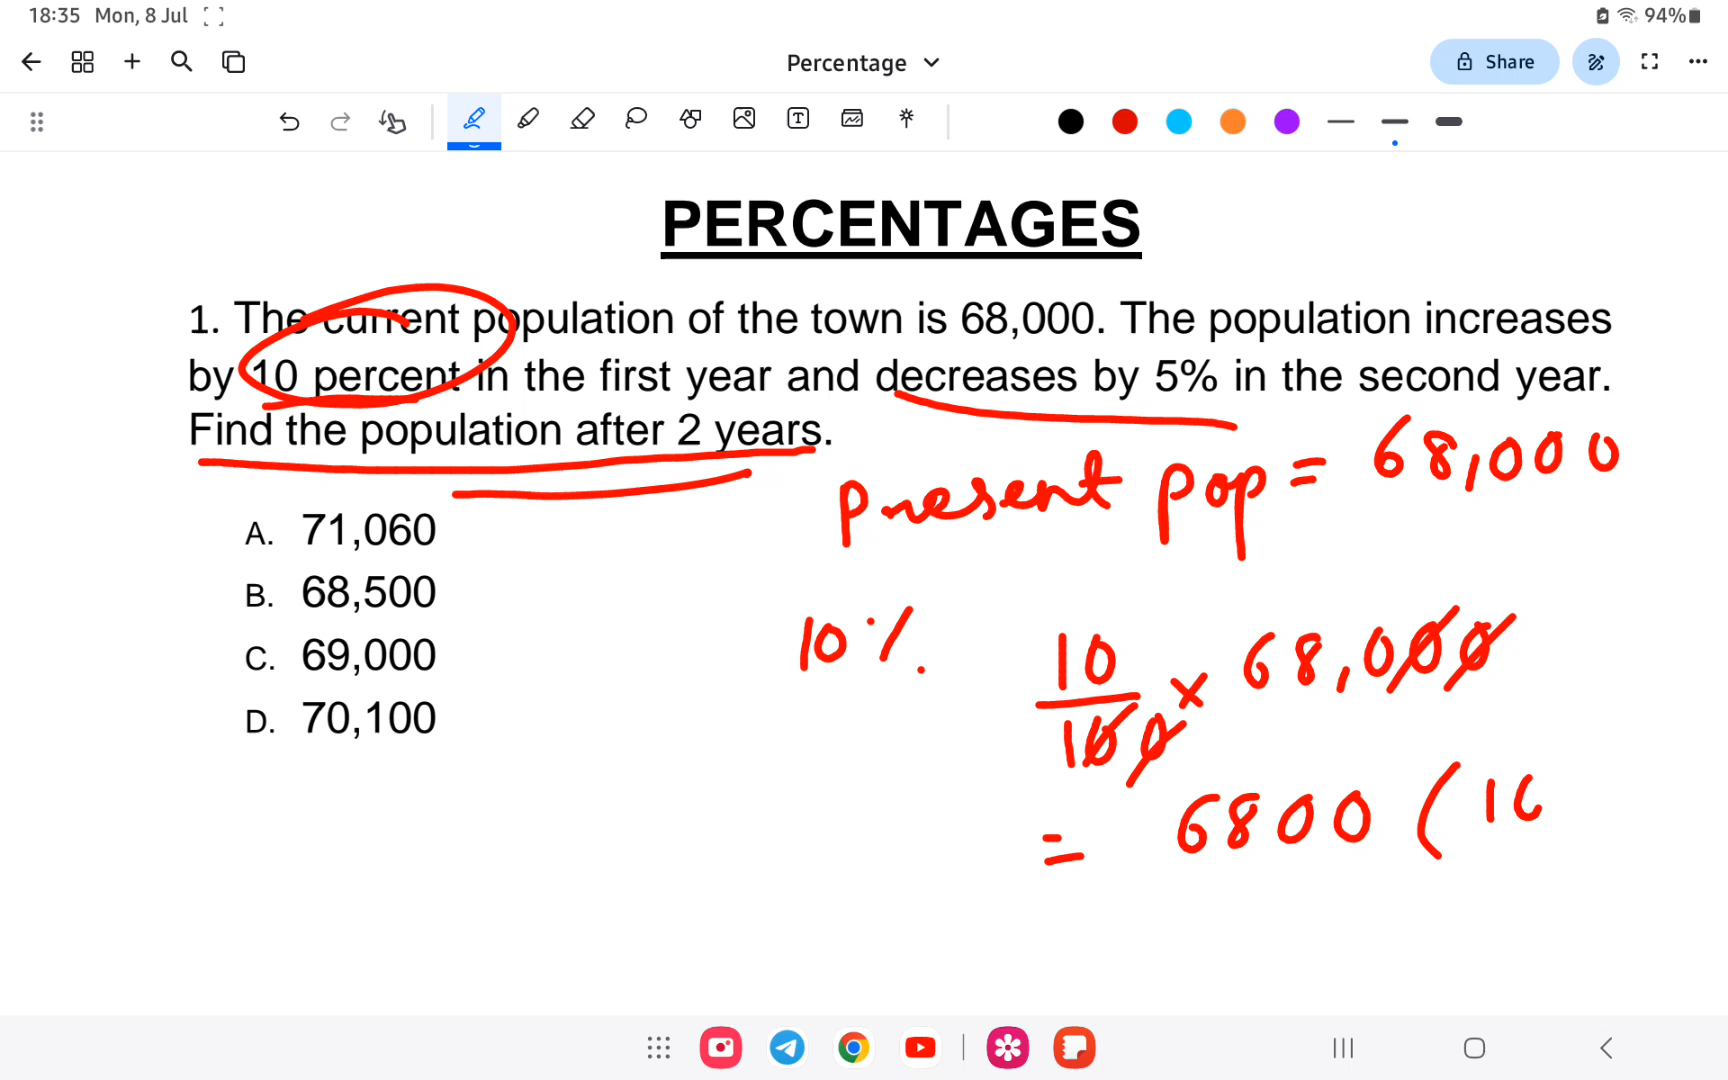 18:35 Mon, 8 Jul 94%
Percentage
Share
PERCENTAGES
1. The current population of the town is 68,000. The population increases
by 10 percent in the first year and decreases by 5% in the second year.
Find the population after 2 years.
Present pop = 68,000
A. 71,060
B. 68,500
C. 69,000
D. 70,100
10%. 10/100 × 68,000
= 6800 (10